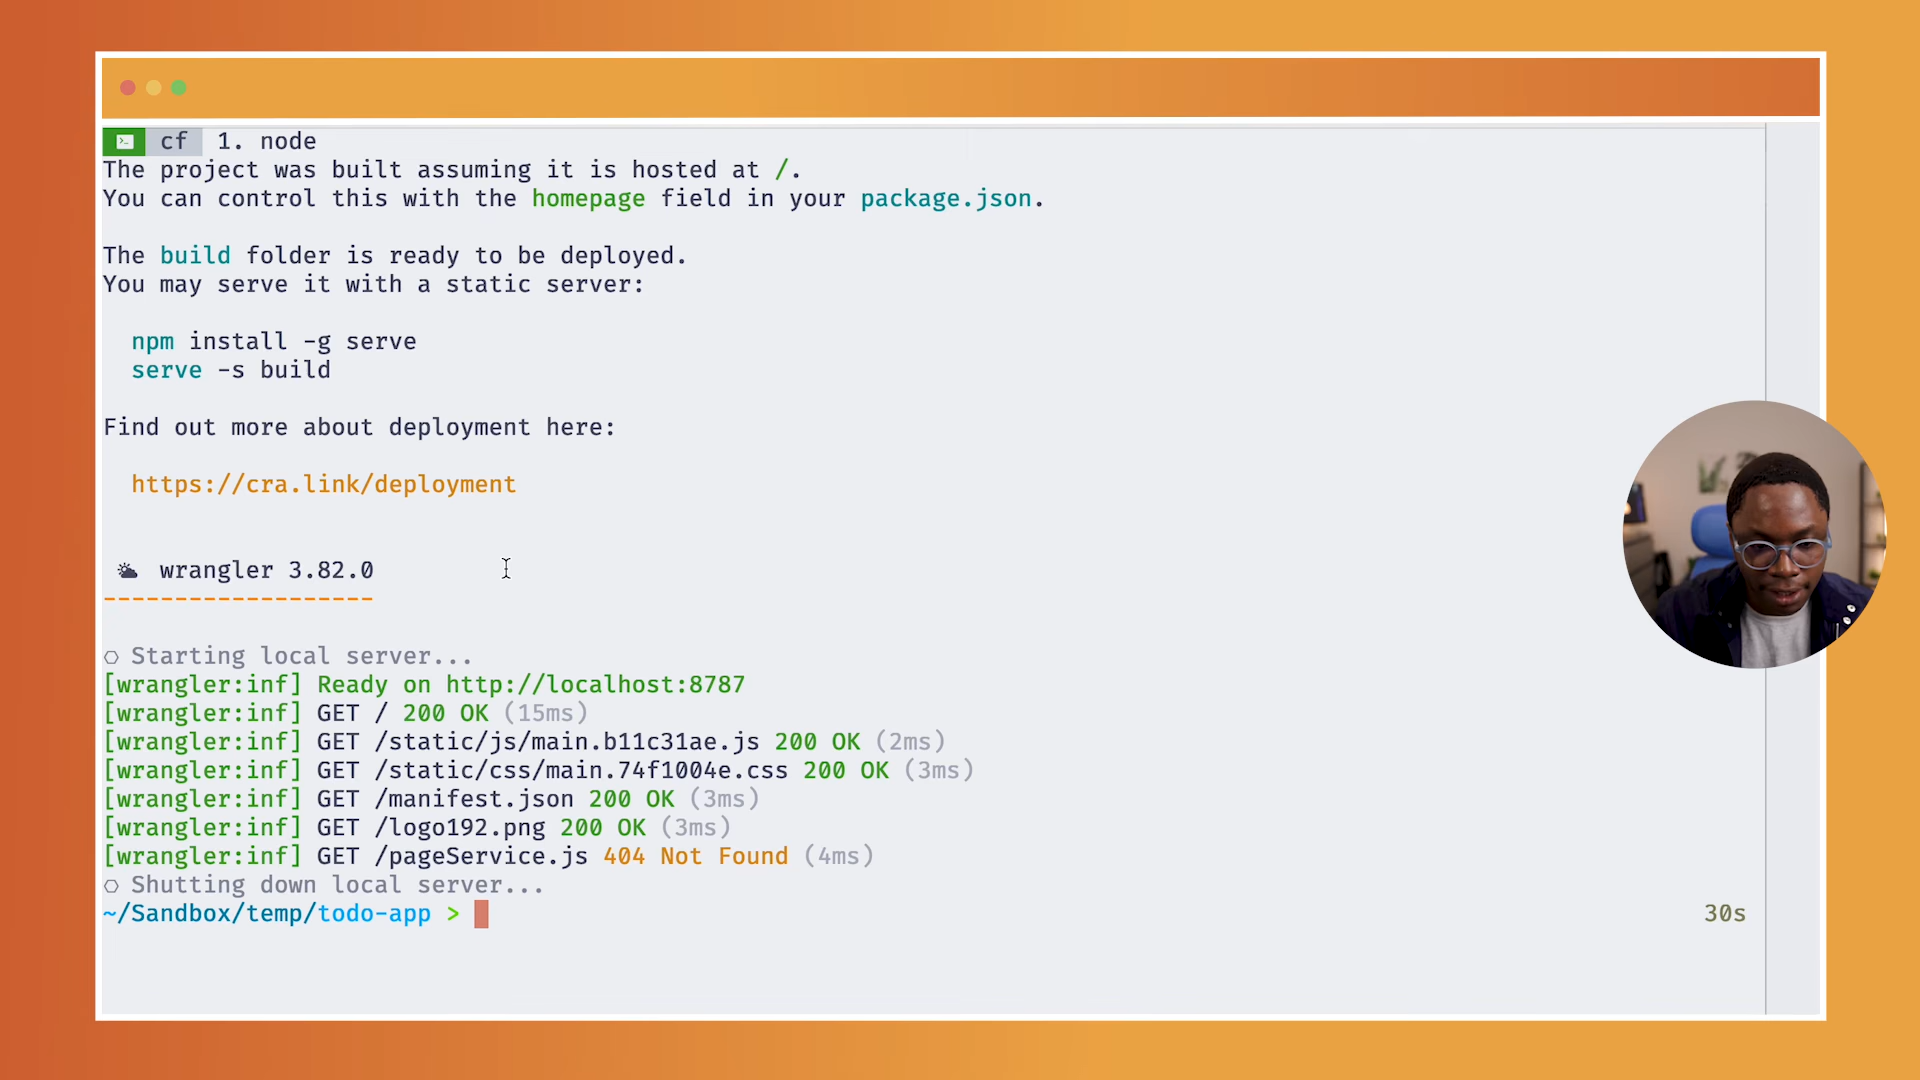 cf 1. node
The project was built assuming it is hosted at /.
You can control this with the homepage field in your package.json.
The build folder is ready to be deployed.
You may serve it with a static server:
npm install -g serve
serve -s build
Find out more about deployment here:
https://cra.link/deployment
wrangler 3.82.0
-------------------
Starting local server...
[wrangler:inf] Ready on http://localhost:8787
[wrangler:inf] GET / 200 OK (15ms)
[wrangler:inf] GET /static/js/main.b11c31ae.js 200 OK (2ms)
[wrangler:inf] GET /static/css/main.74f1004e.css 200 OK (3ms)
[wrangler:inf] GET /manifest.json 200 OK (3ms)
[wrangler:inf] GET /logo192.png 200 OK (3ms)
[wrangler:inf] GET /pageService.js 404 Not Found (4ms)
Shutting down local server...
~/Sandbox/temp/todo-app > 30s